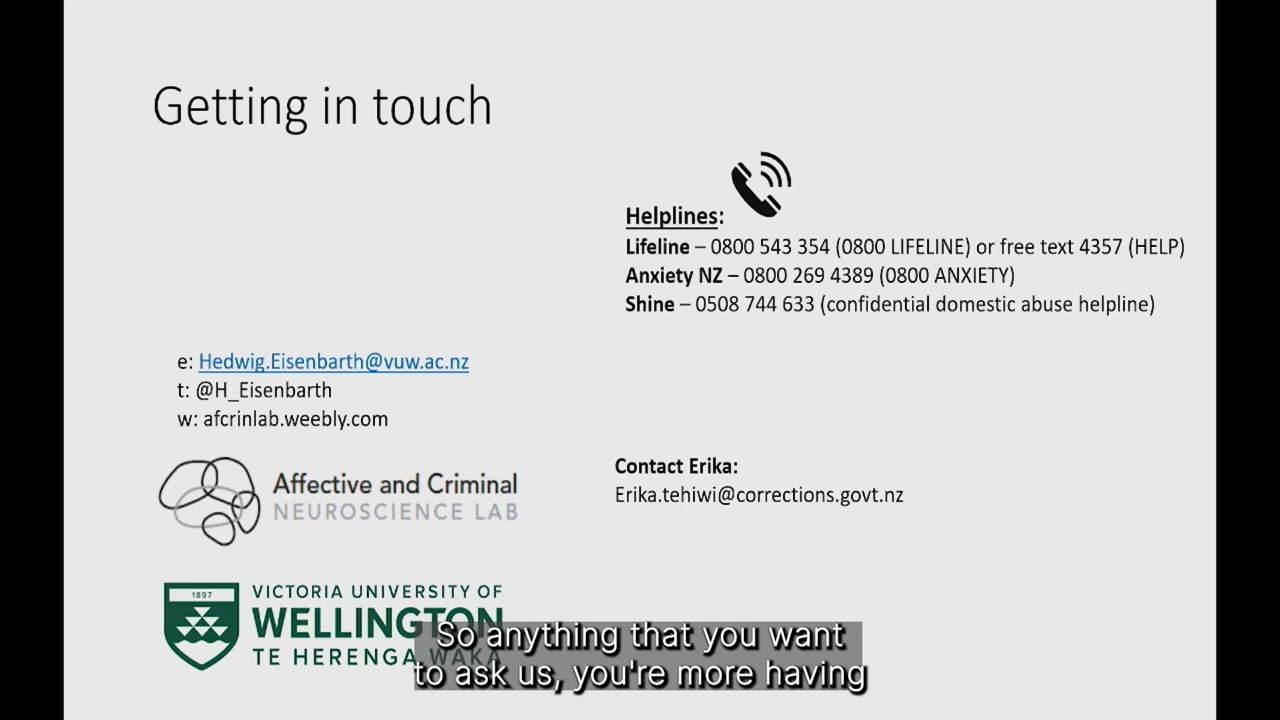 Getting in touch
Helplines:
Lifeline – 0800 543 354 (0800 LIFELINE) or free text 4357 (HELP)
Anxiety NZ – 0800 269 4389 (0800 ANXIETY)
Shine – 0508 744 633 (confidential domestic abuse helpline)
e: Hedwig.Eisenbarth@vuw.ac.nz
t: @H_Eisenbarth
w: afcrinlab.weebly.com
Affective and Criminal
NEUROSCIENCE LAB
Contact Erika:
Erika.tehiwi@corrections.govt.nz
1897
VICTORIA UNIVERSITY OF
WELLINGTON
TE HERENGA WAKA
So anything that you want
to ask us, you're more having